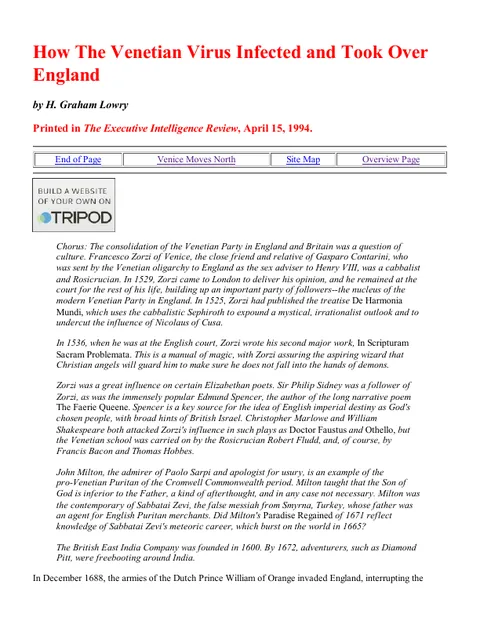 How The Venetian Virus Infected and Took Over
England
by H. Graham Lowry
Printed in The Executive Intelligence Review, April 15, 1994.
End of Page Venice Moves North Site Map Overview Page
BUILD A WEBSITE
OF YOUR OWN ON
TRIPOD
Chorus: The consolidation of the Venetian Party in England and Britain was a question of
culture. Francesco Zorzi of Venice, the close friend and relative of Gasparo Contarini, who
was sent by the Venetian oligarchy to England as the sex adviser to Henry VIII, was a cabbalist
and Rosicrucian. In 1529, Zorzi came to London to deliver his opinion, and he remained at the
court for the rest of his life, building up an important party of followers--the nucleus of the
modern Venetian Party in England. In 1525, Zorzi had published the treatise De Harmonia
Mundi, which uses the cabbalistic Sephiroth to expound a mystical, irrationalist outlook and to
undercut the influence of Nicolaus of Cusa.
In 1536, when he was at the English court, Zorzi wrote his second major work, In Scripturam
Sacram Problemata. This is a manual of magic, with Zorzi assuring the aspiring wizard that
Christian angels will guard him to make sure he does not fall into the hands of demons.
Zorzi was a great influence on certain Elizabethan poets. Sir Philip Sidney was a follower of
Zorzi, as was the immensely popular Edmund Spencer, the author of the long narrative poem
The Faerie Queene. Spencer is a key source for the idea of English imperial destiny as God's
chosen people, with broad hints of British Israel. Christopher Marlowe and William
Shakespeare both attacked Zorzi's influence in such plays as Doctor Faustus and Othello, but
the Venetian school was carried on by the Rosicrucian Robert Fludd, and, of course, by
Francis Bacon and Thomas Hobbes.
John Milton, the admirer of Paolo Sarpi and apologist for usury, is an example of the
pro-Venetian Puritan of the Cromwell Commonwealth period. Milton taught that the Son of
God is inferior to the Father, a kind of afterthought, and in any case not necessary. Milton was
the contemporary of Sabbatai Zevi, the false messiah from Smyrna, Turkey, whose father was
an agent for English Puritan merchants. Did Milton's Paradise Regained of 1671 reflect
knowledge of Sabbatai Zevi's meteoric career, which burst on the world in 1665?
The British East India Company was founded in 1600. By 1672, adventurers, such as Diamond
Pitt, were freebooting around India.
In December 1688, the armies of the Dutch Prince William of Orange invaded England, interrupting the